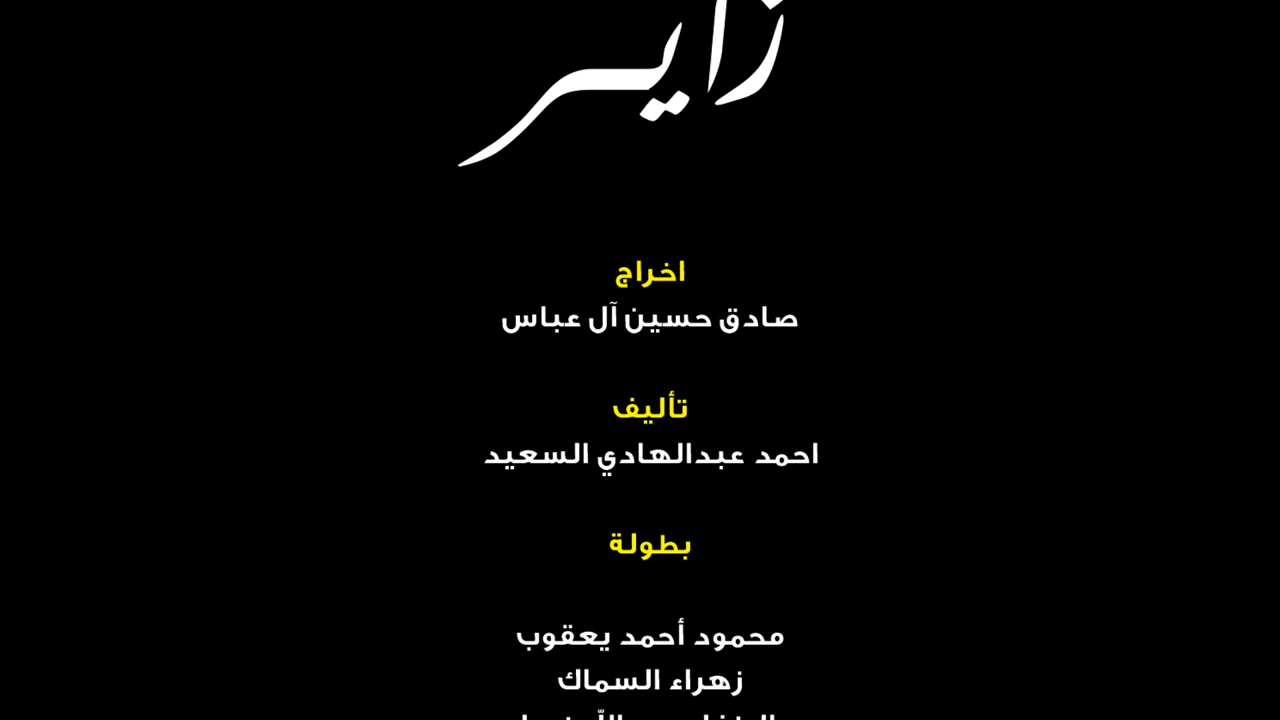 زاير
اخراج
صادق حسين آل عباس
تأليف
احمد عبدالهادي السعيد
بطولة
محمود أحمد يعقوب
زهراء السماك